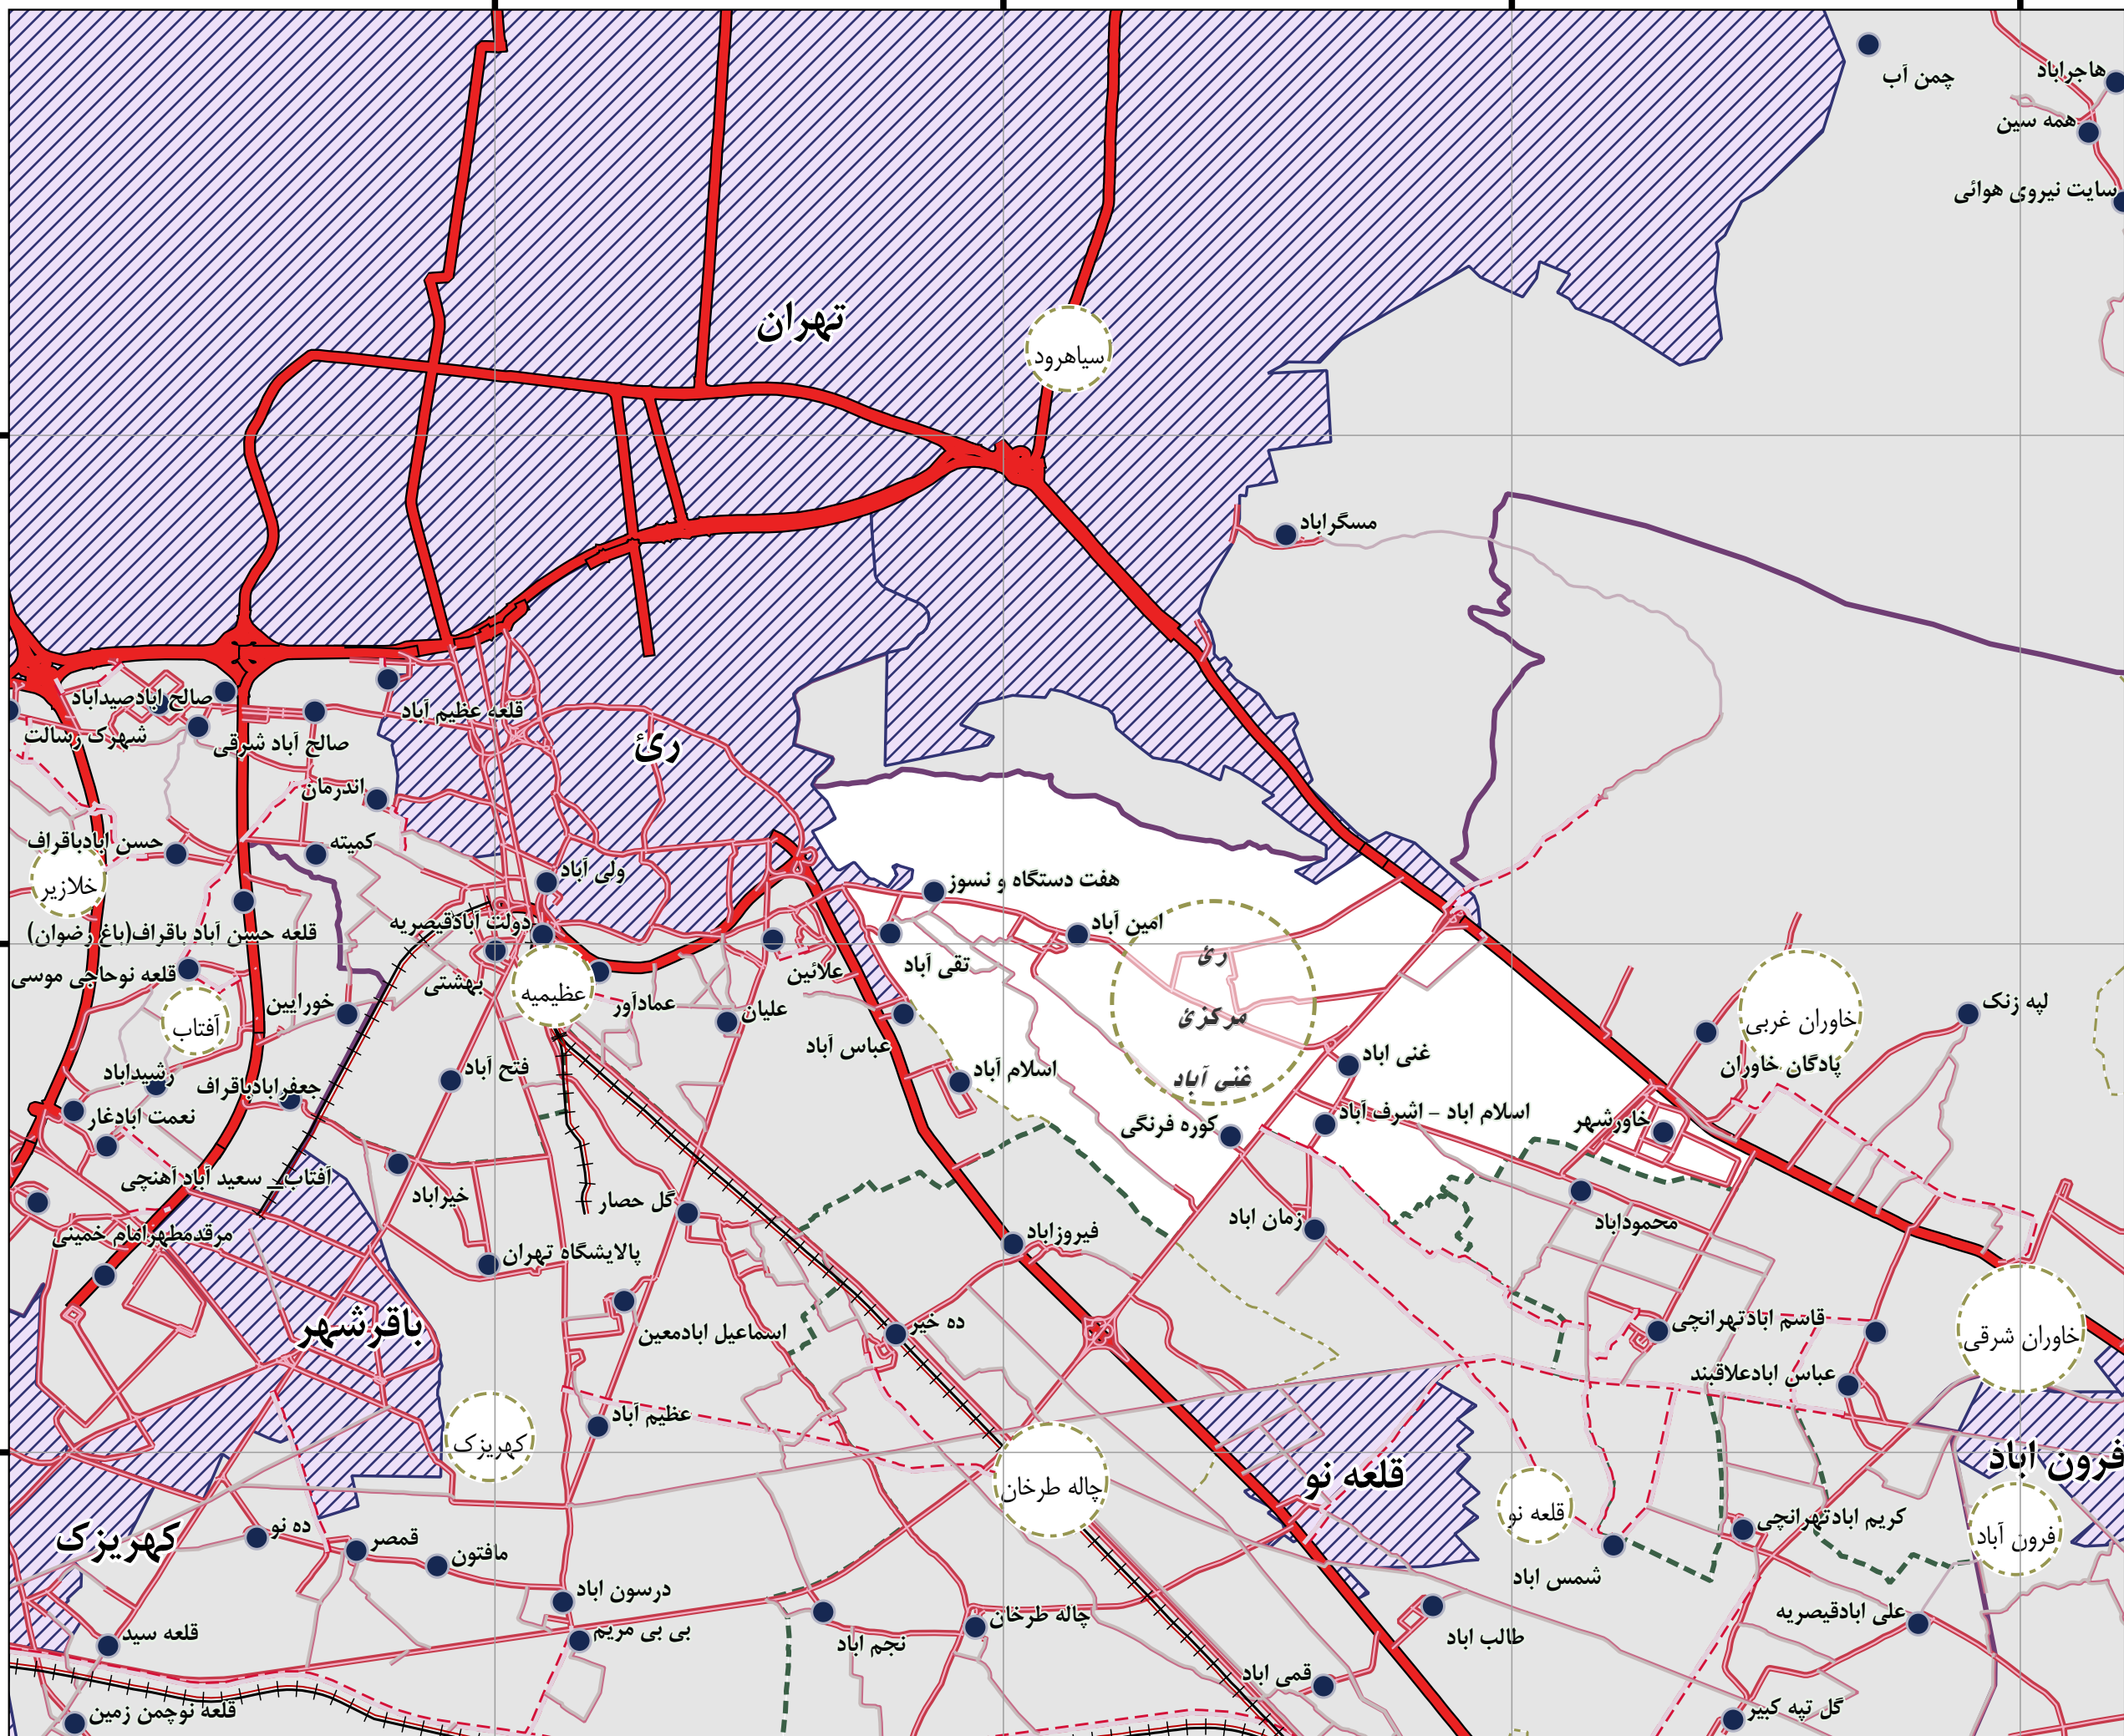 چمن آب
هاجراباد
همه سین
سایت نیروی هوائی
تهران
سیاهرود
مسگراباد
صالح ابادصیداباد
قلعه عظیم آباد
شهرک رسالت
صالح آباد شرقی
رئ
اندرمان
حسن ابادباقراف
کمیته
خلازیر
ولی آباد
هفت دستگاه و نسوز
دولت آبادقیصریه
امین آباد
قلعه حسن آباد باقراف(باغ رضوان)
تقی آباد
رئ
مرکزئ
غنی آباد
قلعه نوحاجی موسی
بهشتی
عظیمیه
علائین
خورایین
عمادآور
علیان
خاوران غربی
لپه زنک
آفتاب
عباس آباد
غنی اباد
پادگان خاوران
رشیداباد
جعفرابادباقراف
فتح آباد
اسلام آباد
نعمت ابادغار
کوره فرنگی
اسلام اباد - اشرف آباد
خاورشهر
آفتاب_ سعید آباد آهنچی
خیراباد
گل حصار
زمان اباد
محموداباد
مرقدمطهرامام خمینی
پالایشگاه تهران
فیروزاباد
باقرشهر
اسماعیل ابادمعین
ده خیر
قاسم ابادتهرانچی
خاوران شرقی
عباس ابادعلاقبند
عظیم آباد
کهریزک
چاله طرخان
قلعه نو
فرون اباد
قلعه نو
کریم ابادتهرانچی
فرون آباد
کهریزک
ده نو
قمصر
مافتون
شمس اباد
درسون اباد
چاله طرخان
علی ابادقیصریه
قلعه سید
بی بی مریم
نجم اباد
طالب اباد
قمی اباد
قلعه نوچمن زمین
گل تپه کبیر